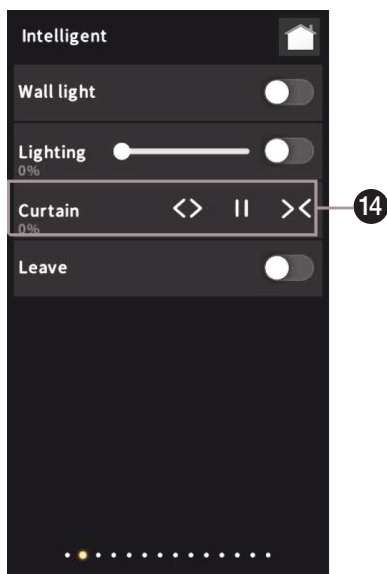 Intelligent
Wall light
Lighting
0%
Curtain
0%
14
Leave